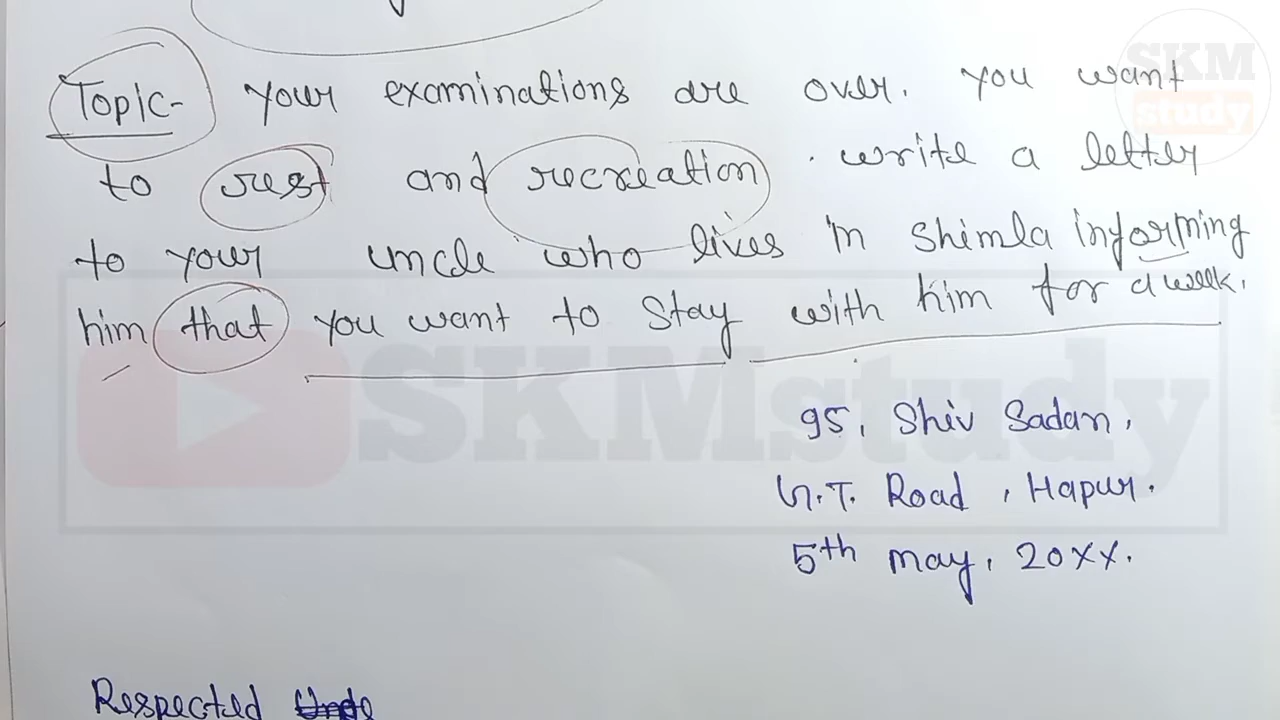 SKM
study
Topic- Your examinations are over. You want
to rest and recreation. write a letter
to your uncle who lives in Shimla informing
him that you want to stay with him for a week.
SKMstudy
95, Shiv Sadan,
G.T. Road, Hapur.
5th may, 20XX.
Respected